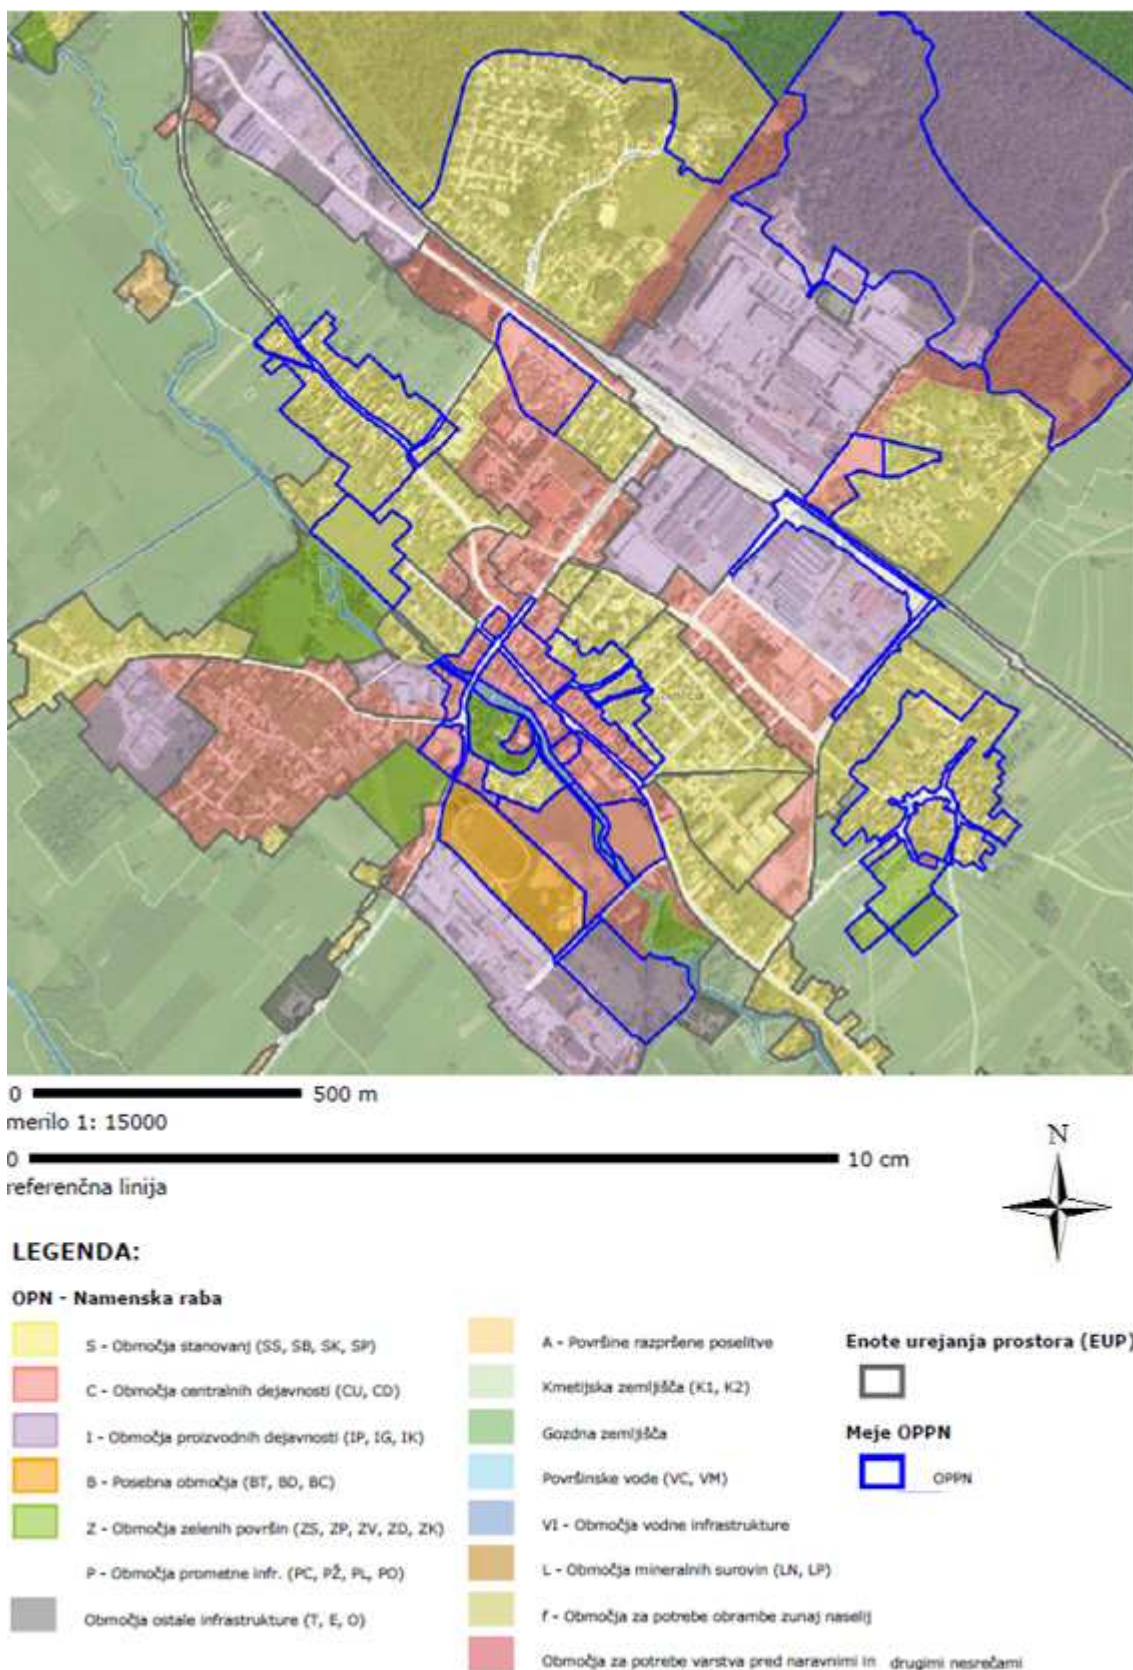 0 500 m
merilo 1: 15000
0 10 cm
referenčna linija
N
LEGENDA:
OPN - Namenska raba
S - Območja stanovanj (SS, SB, SK, SP)
C - Območja centralnih dejavnosti (CU, CD)
I - Območja proizvodnih dejavnosti (IP, IG, IK)
B - Posebna območja (BT, BD, BC)
Z - Območja zelenih površin (ZS, ZP, ZV, ZD, ZK)
P - Območja prometne infr. (PC, PŽ, PL, PO)
Območja ostale infrastrukture (T, E, O)
A - Površine razpršene poselitve
Kmetijska zemljišča (K1, K2)
Gozdna zemljišča
Površinske vode (VC, VM)
VI - Območja vodne infrastrukture
L - Območja mineralnih surovin (LN, LP)
f - Območja za potrebe obrambe zunaj naselij
Območja za potrebe varstva pred naravnimi in drugimi nesrečami
Enote urejanja prostora (EUP)
Meje OPPN
OPPN